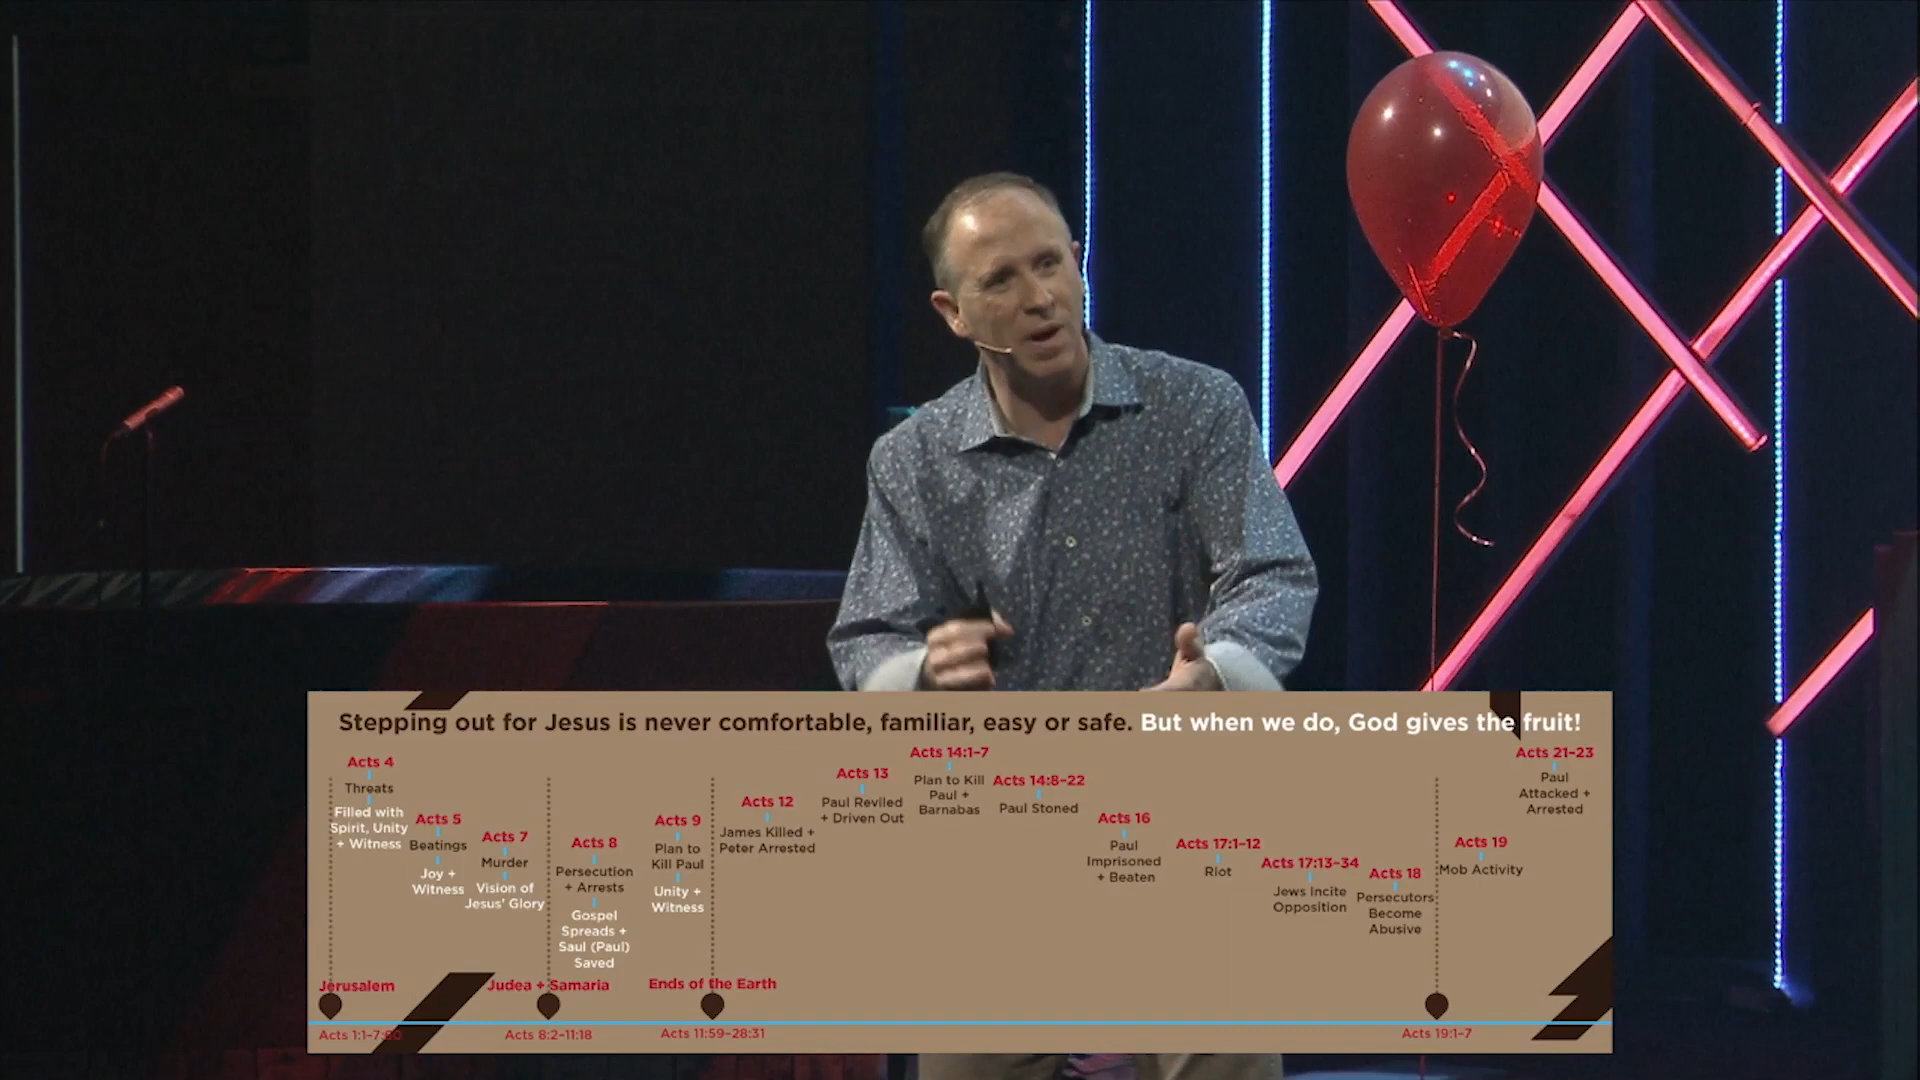 Stepping out for Jesus is never comfortable, familiar, easy or safe. But when we do, God gives the fruit!
Acts 4
Threats
Filled with
Spirit, Unity
+ Witness
Acts 5
Beatings
Joy +
Witness
Acts 7
Murder
Vision of
Jesus' Glory
Acts 8
Persecution
+ Arrests
Gospel
Spreads +
Saul (Paul)
Saved
Acts 9
Plan to
Kill Paul
Unity +
Witness
Acts 12
James Killed +
Peter Arrested
Acts 13
Paul Reviled
+ Driven Out
Acts 14:1-7
Plan to Kill
Paul +
Barnabas
Acts 14:8-22
Paul Stoned
Acts 16
Paul
Imprisoned
+ Beaten
Acts 17:1-12
Riot
Acts 17:13-34
Jews Incite
Opposition
Acts 18
Persecutors
Become
Abusive
Acts 19
Mob Activity
Acts 21-23
Paul
Attacked +
Arrested
Jerusalem
Judea + Samaria
Ends of the Earth
Acts 1:1-7:60
Acts 8:2-11:18
Acts 11:59-28:31
Acts 19:1-7